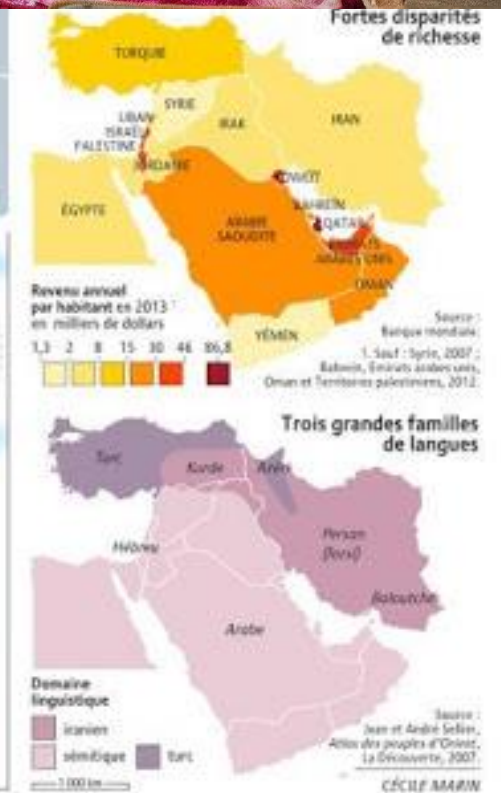 Fortes disparités
de richesse
TURQUIE
SYRIE
LIBAN
ISRAËL
PALESTINE
IRAK
IRAN
JORDANIE
KOWEÏT
BAHREÏN
QATAR
ÉGYPTE
ARABIE
SAOUDITE
ÉMIRATS
ARABES UNIS
OMAN
YÉMEN
Revenu annuel
par habitant en 2013 ¹
en milliers de dollars
1,3 2 8 15 30 46 86,8
Source :
Banque mondiale.
1. Sauf : Syrie, 2007 ;
Bahreïn, Émirats arabes unis,
Oman et Territoires palestiniens, 2012.
Trois grandes familles
de langues
Turc
Kurde
Azéri
Hébreu
Persan
(farsi)
Baloutche
Arabe
Domaine
linguistique
iranien
sémitique
turc
1 000 km
Source :
Jean et André Sellier,
Atlas des peuples d'Orient,
La Découverte, 2007.
CÉCILE MARIN